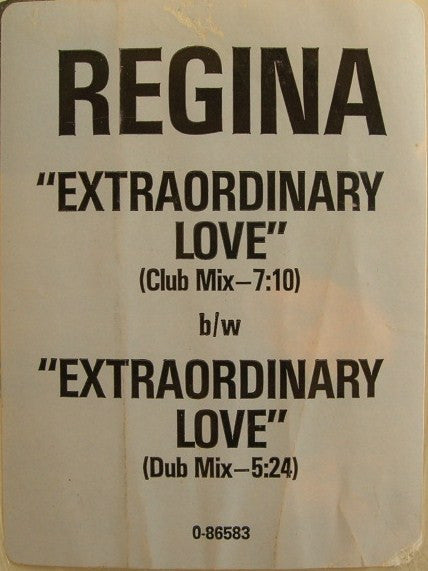 REGINA
"EXTRAORDINARY
LOVE"
(Club Mix–7:10)
b/w
"EXTRAORDINARY
LOVE"
(Dub Mix–5:24)
0-86583